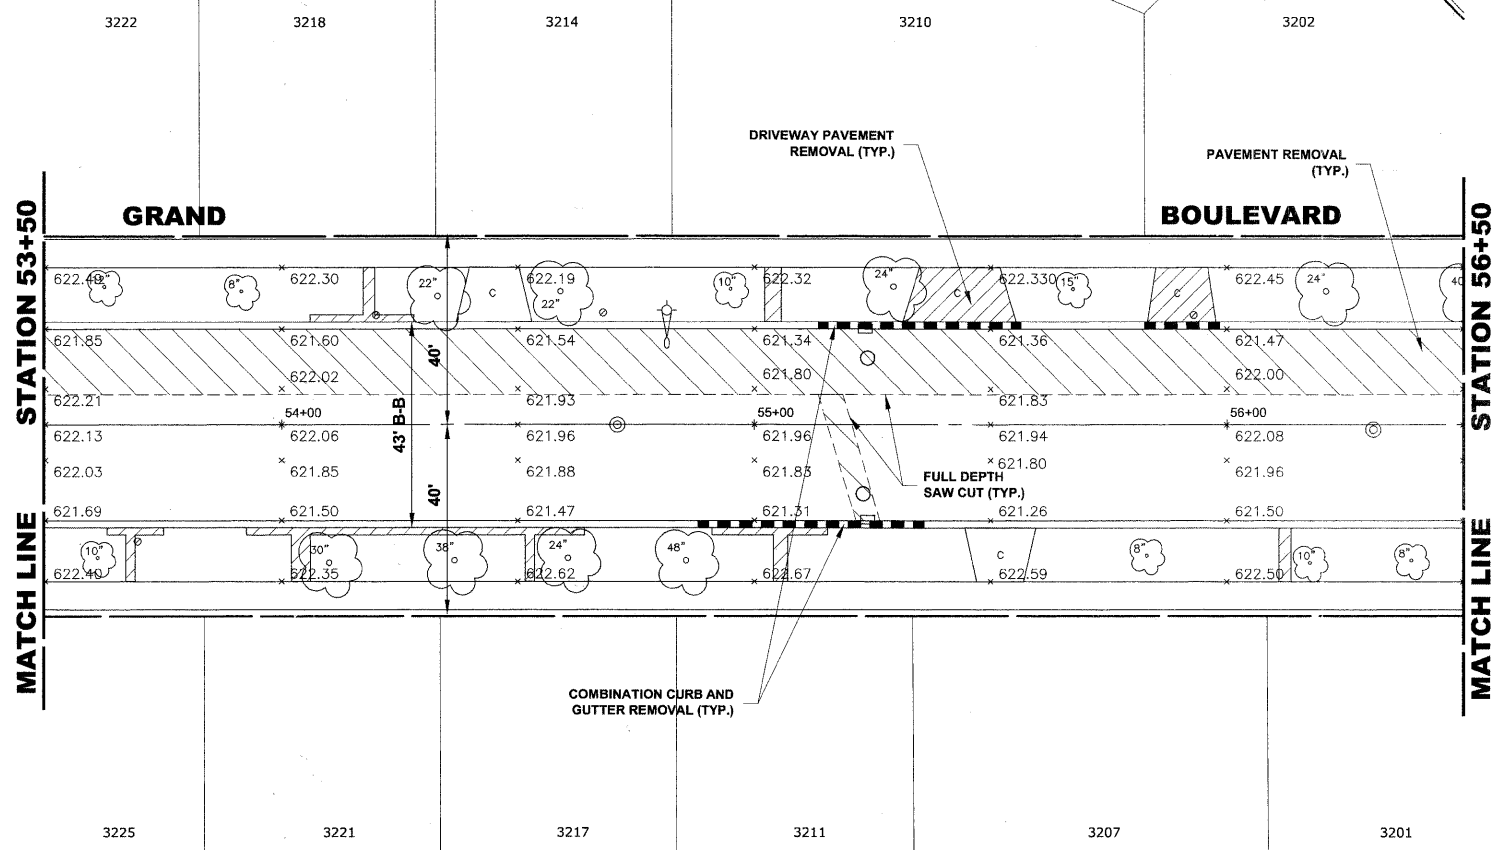 3222 3218 3214 3210 3202
DRIVEWAY PAVEMENT
REMOVAL (TYP.)
PAVEMENT REMOVAL
(TYP.)
GRAND BOULEVARD
MATCH LINE STATION 53+50
MATCH LINE STATION 56+50
622.30 622.19 622.32 622.330 622.45
8" 22" C 22" 10" 24" C 15" C 24" 40
621.85 621.60 621.54 621.34 621.36 621.47
622.21 622.02 621.93 621.80 621.83 622.00
54+00 55+00 56+00
622.13 622.06 621.96 621.96 621.94 622.08
622.03 621.85 621.88 621.83 621.80 621.96
40'
43' B-B
40'
FULL DEPTH
SAW CUT (TYP.)
621.69 621.50 621.47 621.31 621.26 621.50
10" 30" 38" 24" 48" C 8" 10" 8"
622.40 622.35 622.62 622.67 622.59 622.50
COMBINATION CURB AND
GUTTER REMOVAL (TYP.)
3225 3221 3217 3211 3207 3201